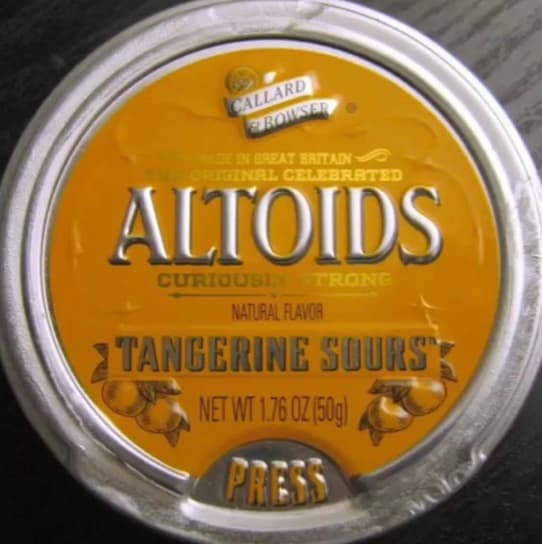 CALLARD
& BOWSER
MADE IN GREAT BRITAIN
THE ORIGINAL CELEBRATED
ALTOIDS
CURIOUSLY STRONG
NATURAL FLAVOR
TANGERINE SOURS
NET WT 1.76 OZ (50g)
PRESS